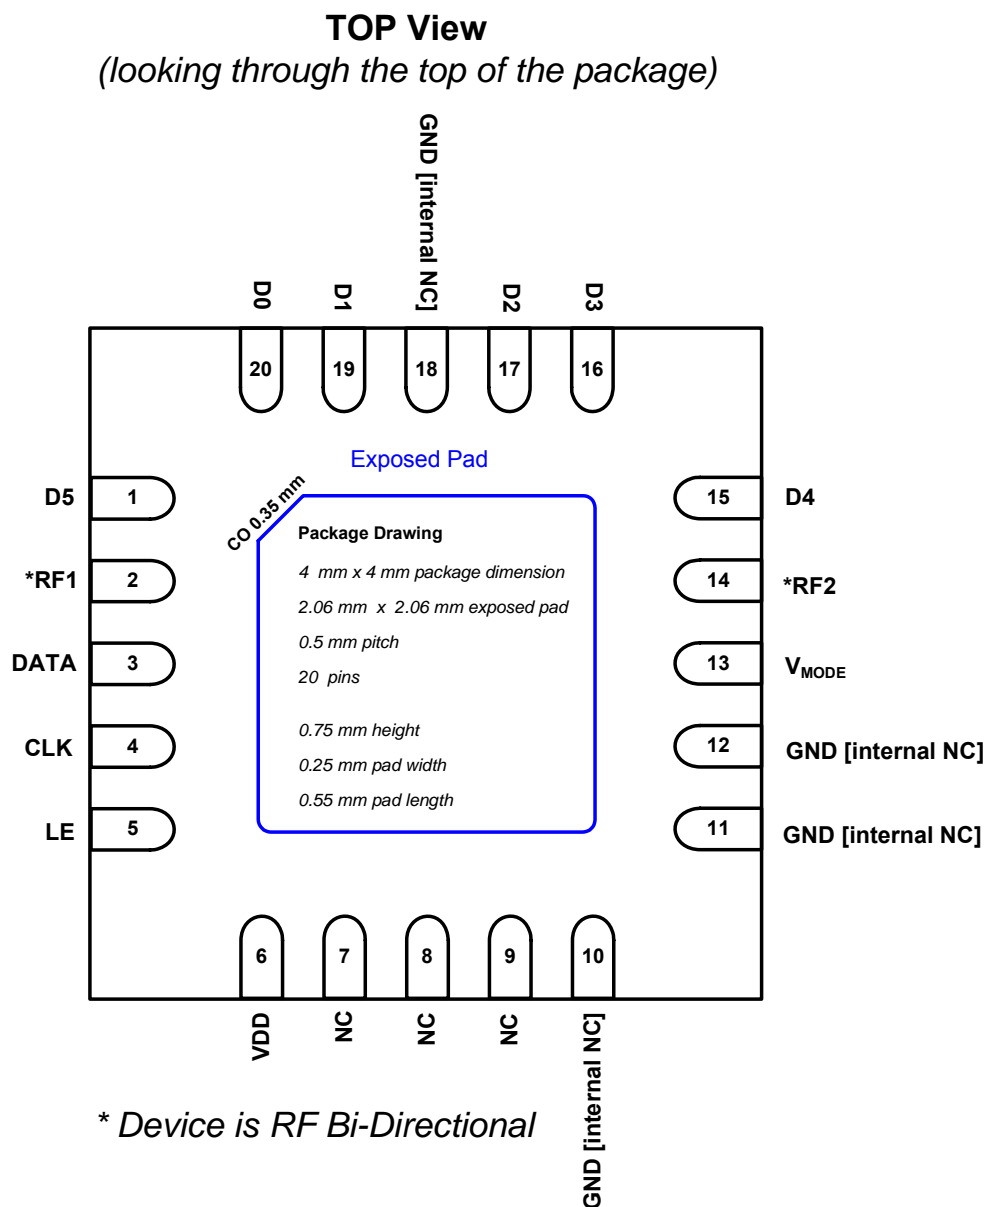 TOP View
(looking through the top of the package)
GND [internal NC]
D0
D1
D2
D3
20
19
18
17
16
Exposed Pad
D5
1
15
D4
CO 0.35 mm
Package Drawing
*RF1
2
4 mm x 4 mm package dimension
14
*RF2
2.06 mm x 2.06 mm exposed pad
0.5 mm pitch
DATA
3
20 pins
13
VMODE
CLK
4
0.75 mm height
12
GND [internal NC]
0.25 mm pad width
0.55 mm pad length
LE
5
11
GND [internal NC]
6
7
8
9
10
VDD
NC
NC
NC
GND [internal NC]
* Device is RF Bi-Directional